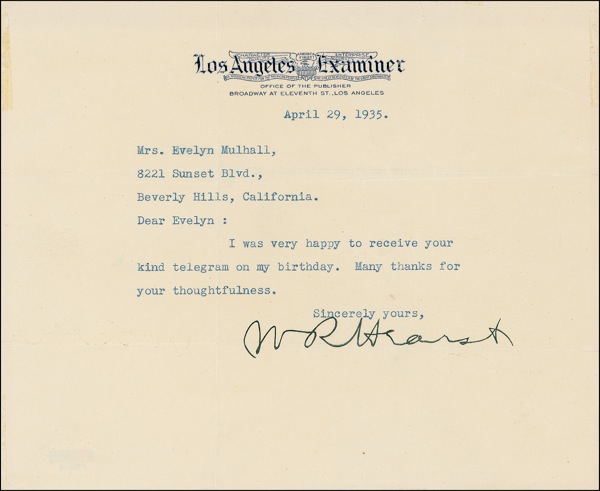 Los Angeles Examiner
OFFICE OF THE PUBLISHER
BROADWAY AT ELEVENTH ST., LOS ANGELES
April 29, 1935.
Mrs. Evelyn Mulhall,
8221 Sunset Blvd.,
Beverly Hills, California.
Dear Evelyn :
I was very happy to receive your
kind telegram on my birthday. Many thanks for
your thoughtfulness.
Sincerely yours,
W R Hearst